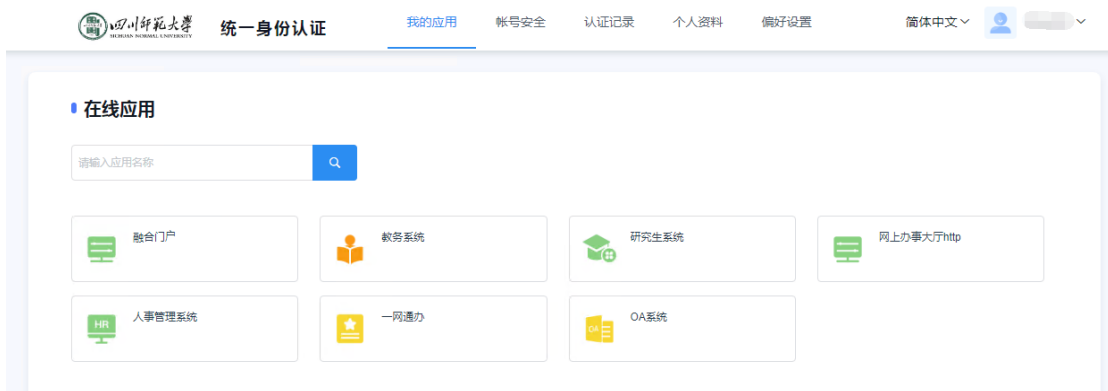 四川师范大学
SICHUAN NORMAL UNIVERSITY
统一身份认证
我的应用
帐号安全
认证记录
个人资料
偏好设置
简体中文
在线应用
请输入应用名称
融合门户
教务系统
研究生系统
网上办事大厅http
HR
人事管理系统
一网通办
OA
OA系统